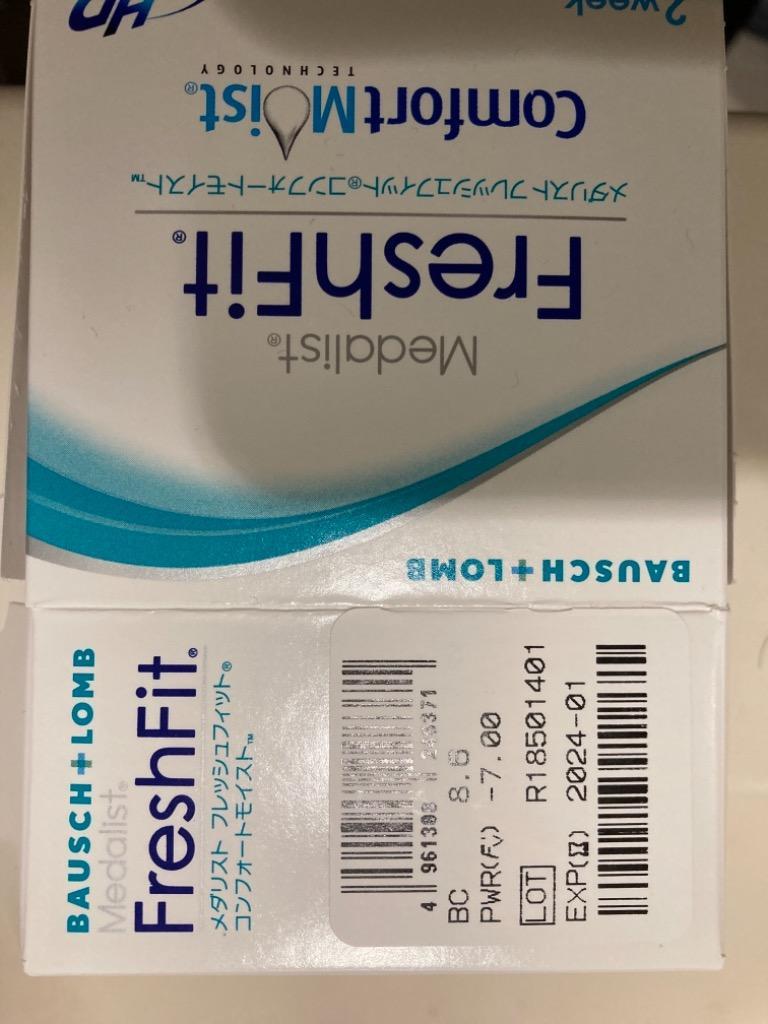 BAUSCH+LOMB
Medalist®
FreshFit®
メダリスト フレッシュフィット®コンフォートモイスト™
ComfortMoist®
TECHNOLOGY
2week
HD
BAUSCH+LOMB
Medalist®
FreshFit®
メダリスト フレッシュフィット®
コンフォートモイスト™
4 961308
BC 8.6
PWR(Fv) -7.00
LOT R18501401
EXP 2024-01